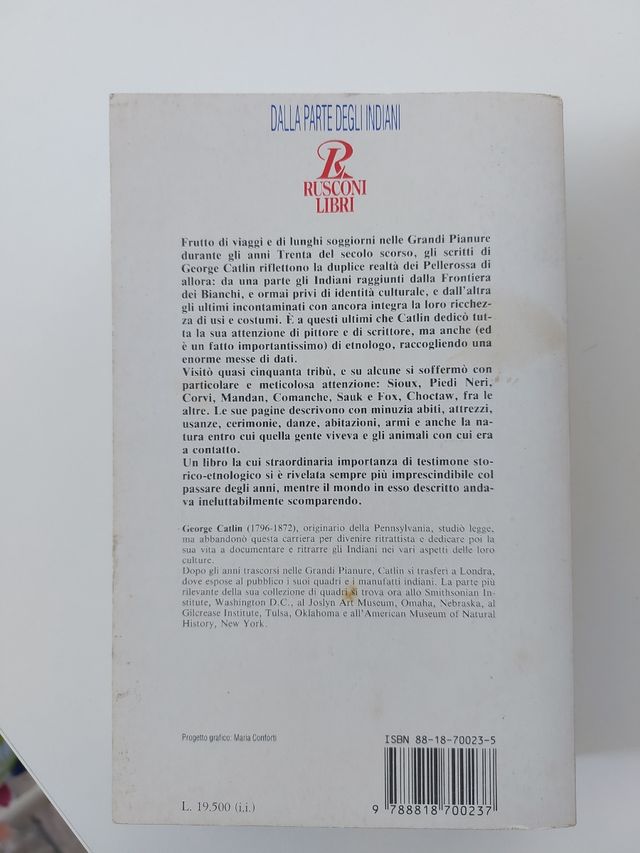 DALLA PARTE DEGLI INDIANI
R
RUSCONI
LIBRI
Frutto di viaggi e di lunghi soggiorni nelle Grandi Pianure
durante gli anni Trenta del secolo scorso, gli scritti di
George Catlin riflettono la duplice realtà dei Pellerossa di
allora: da una parte gli Indiani raggiunti dalla Frontiera
dei Bianchi, e ormai privi di identità culturale, e dall'altra
gli ultimi incontaminati con ancora integra la loro ricchez-
za di usi e costumi. È a questi ultimi che Catlin dedicò tut-
ta la sua attenzione di pittore e di scrittore, ma anche (ed
è un fatto importantissimo) di etnologo, raccogliendo una
enorme messe di dati.
Visitò quasi cinquanta tribù, e su alcune si soffermò con
particolare e meticolosa attenzione: Sioux, Piedi Neri,
Corvi, Mandan, Comanche, Sauk e Fox, Choctaw, fra le
altre. Le sue pagine descrivono con minuzia abiti, attrezzi,
usanze, cerimonie, danze, abitazioni, armi e anche la na-
tura entro cui quella gente viveva e gli animali con cui era
a contatto.
Un libro la cui straordinaria importanza di testimone sto-
rico-etnologico si è rivelata sempre più imprescindibile col
passare degli anni, mentre il mondo in esso descritto anda-
va ineluttabilmente scomparendo.
George Catlin (1796-1872), originario della Pennsylvania, studiò legge,
ma abbandonò questa carriera per divenire ritrattista e dedicare poi la
sua vita a documentare e ritrarre gli Indiani nei vari aspetti delle loro
culture.
Dopo gli anni trascorsi nelle Grandi Pianure, Catlin si trasferì a Londra,
dove espose al pubblico i suoi quadri e i manufatti indiani. La parte più
rilevante della sua collezione di quadri si trova ora allo Smithsonian In-
stitute, Washington D.C., al Joslyn Art Museum, Omaha, Nebraska, al
Gilcrease Institute, Tulsa, Oklahoma e all'American Museum of Natural
History, New York.
Progetto grafico: Maria Conforti
ISBN 88-18-70023-5
L. 19.500 (i.i.)
9 788818 700237